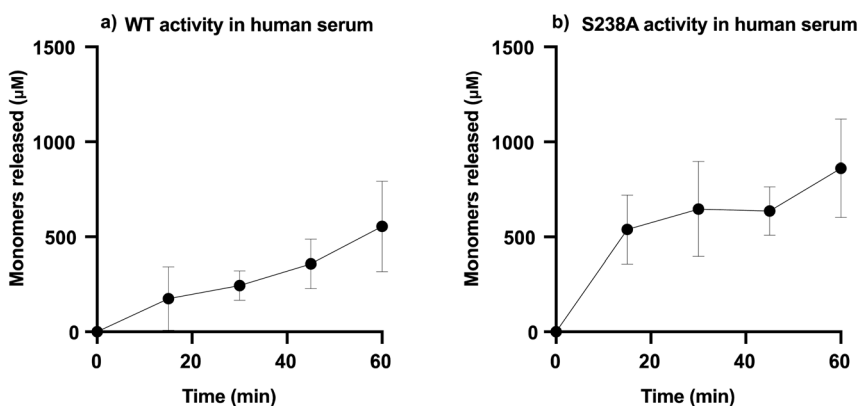 a) WT activity in human serum
1500
1000
500
0
Monomers released (μM)
0 20 40 60
Time (min)
b) S238A activity in human serum
1500
1000
500
0
Monomers released (μM)
0 20 40 60
Time (min)